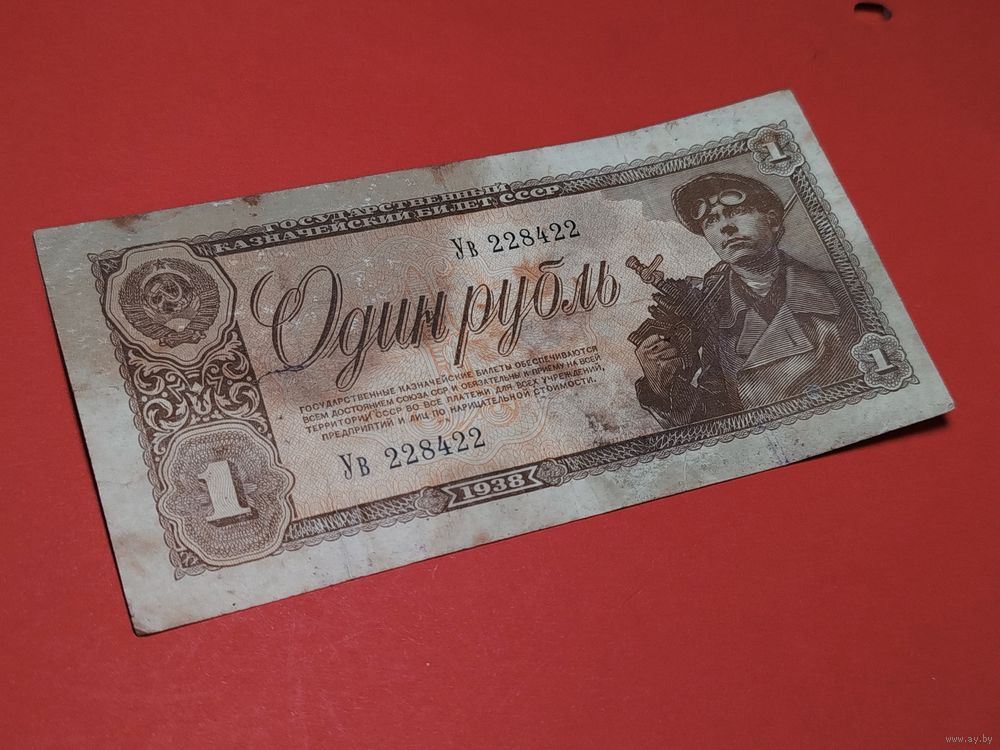 ГОСУДАРСТВЕННЫЙ
КАЗНАЧЕЙСКИЙ БИЛЕТ СССР
1
Ув 228422
Один рубль
ГОСУДАРСТВЕННЫЕ КАЗНАЧЕЙСКИЕ БИЛЕТЫ ОБЕСПЕЧИВАЮТСЯ
ВСЕМ ДОСТОЯНИЕМ СОЮЗА ССР И ОБЯЗАТЕЛЬНЫ К ПРИЕМУ НА ВСЕЙ
ТЕРРИТОРИИ СССР ВО ВСЕ ПЛАТЕЖИ ДЛЯ ВСЕХ УЧРЕЖДЕНИЙ,
ПРЕДПРИЯТИЙ И ЛИЦ ПО НАРИЦАТЕЛЬНОЙ СТОИМОСТИ.
1
Ув 228422
1
1938
www.ay.by